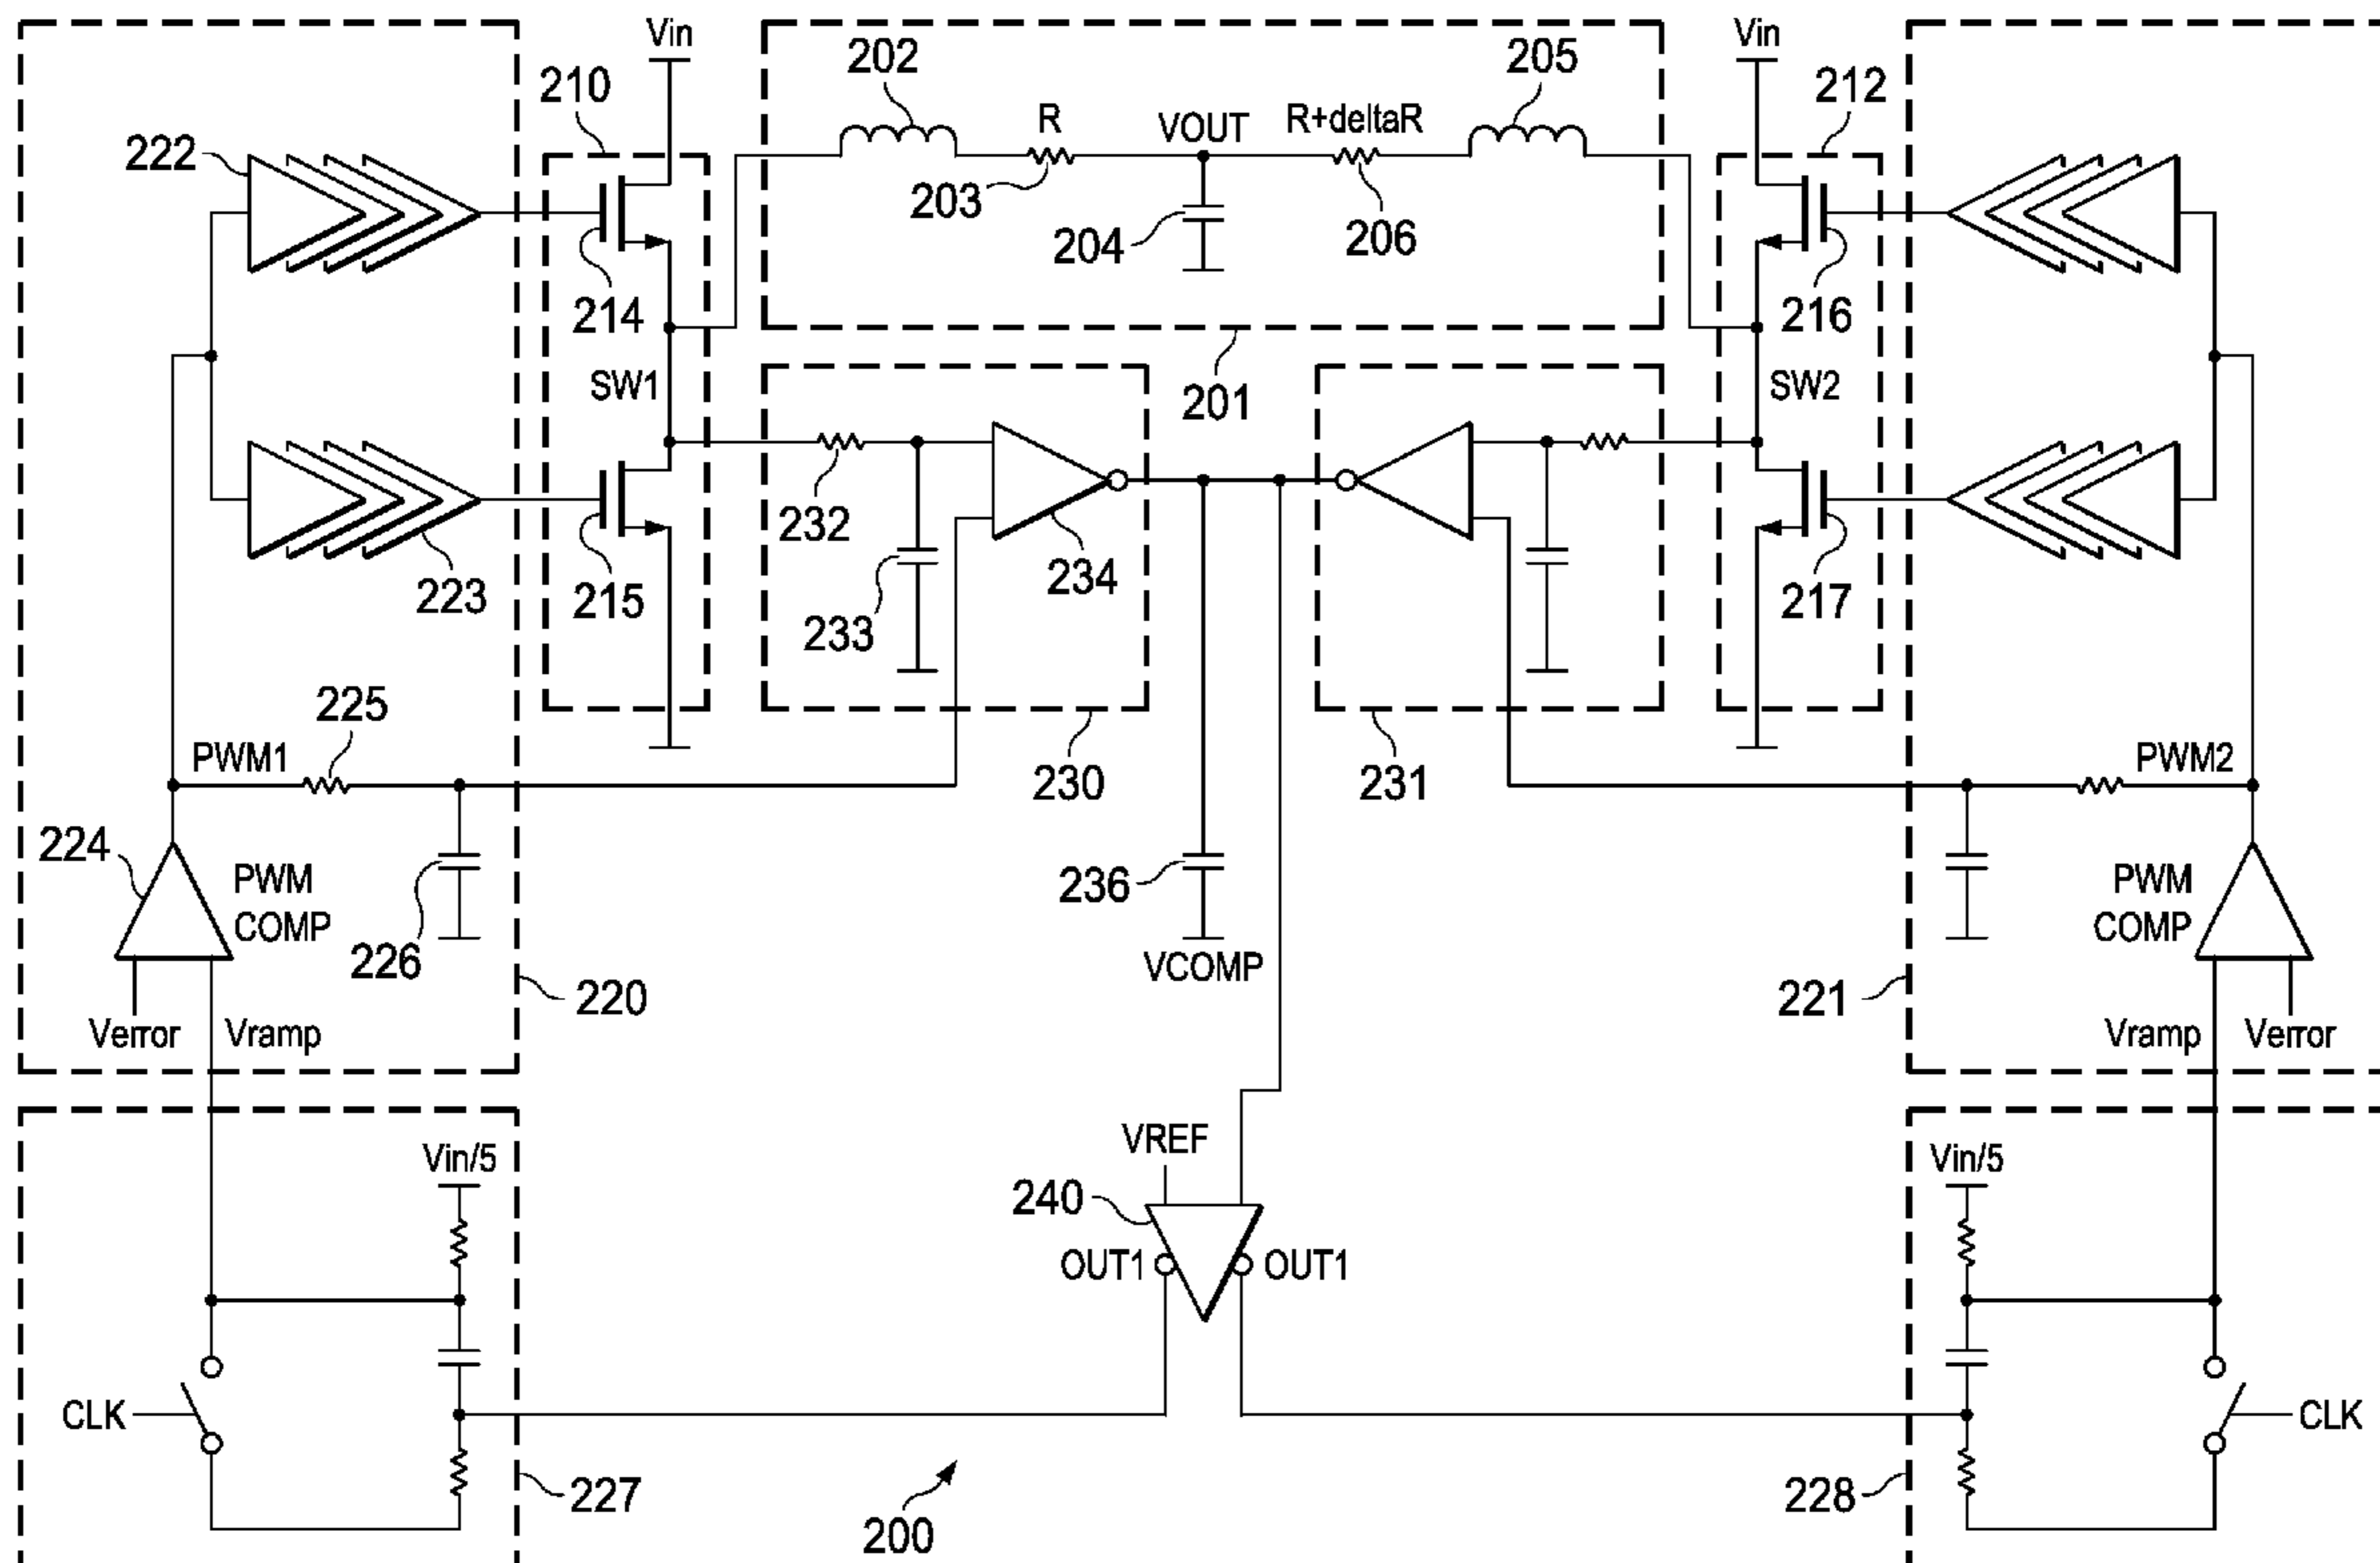 Vin
Vin
202
205
210
212
R
VOUT
R+deltaR
222
203
204
206
214
216
SW1
201
SW2
232
234
223
215
233
217
225
PWM1
230
231
PWM2
224
PWM
COMP
226
236
PWM
COMP
VCOMP
220
221
Verror
Vramp
Vramp
Verror
Vin/5
VREF
Vin/5
240
OUT1
OUT1
CLK
CLK
227
200
228